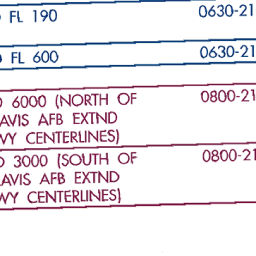 FL 190 0630-21
FL 600 0630-21
6000 (NORTH OF 0800-21
AVIS AFB EXTND
WY CENTERLINES)
3000 (SOUTH OF 0800-21
AVIS AFB EXTND
WY CENTERLINES)